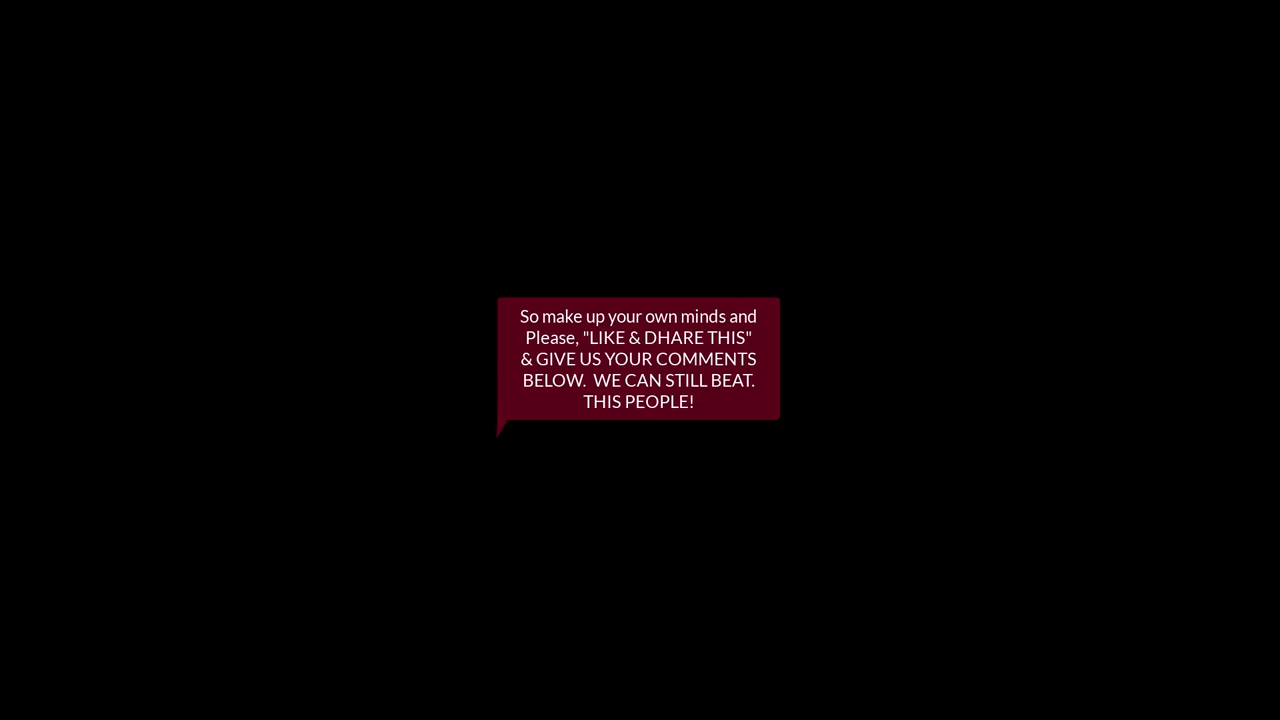 So make up your own minds and
Please, "LIKE & DHARE THIS"
& GIVE US YOUR COMMENTS
BELOW.  WE CAN STILL BEAT.
THIS PEOPLE!